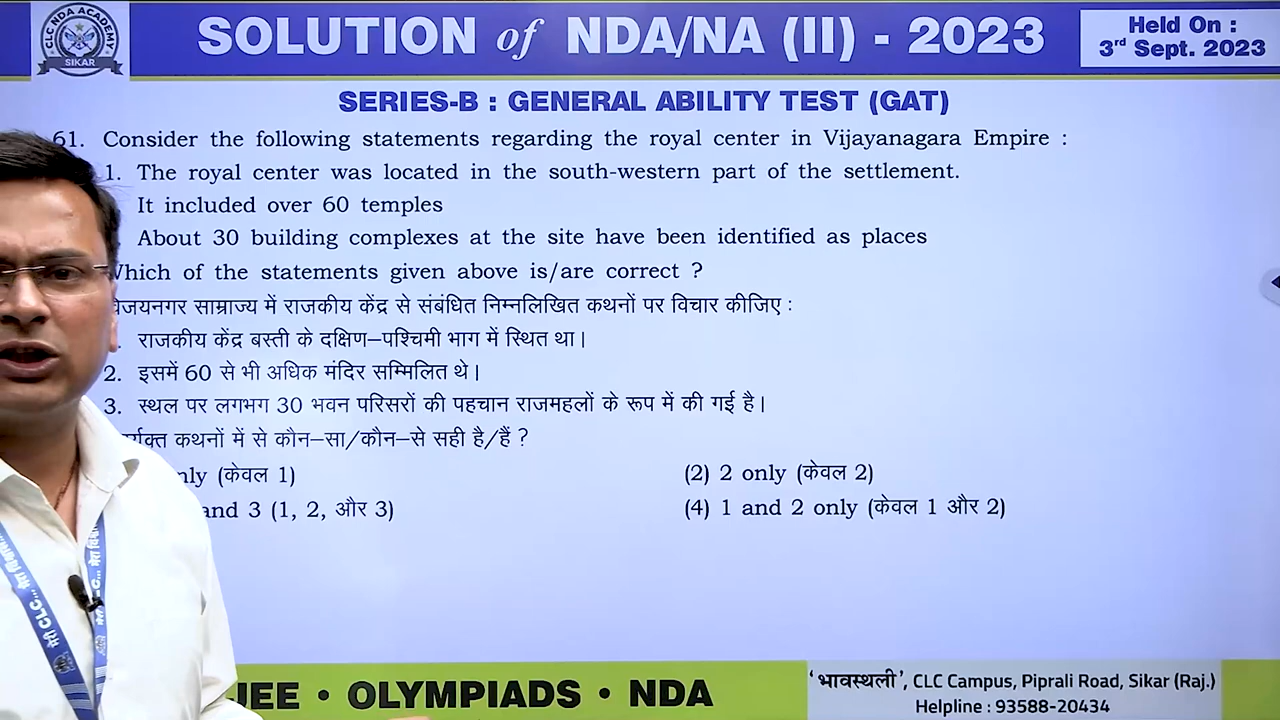 CLC NDA ACADEMY
SIKAR
SOLUTION of NDA/NA (II) - 2023
Held On :
3rd Sept. 2023
SERIES-B : GENERAL ABILITY TEST (GAT)
61. Consider the following statements regarding the royal center in Vijayanagara Empire :
1. The royal center was located in the south-western part of the settlement.
It included over 60 temples
About 30 building complexes at the site have been identified as places
Which of the statements given above is/are correct ?
विजयनगर साम्राज्य में राजकीय केंद्र से संबंधित निम्नलिखित कथनों पर विचार कीजिए :
राजकीय केंद्र बस्ती के दक्षिण–पश्चिमी भाग में स्थित था।
2. इसमें 60 से भी अधिक मंदिर सम्मिलित थे।
3. स्थल पर लगभग 30 भवन परिसरों की पहचान राजमहलों के रूप में की गई है।
कथनों में से कौन–सा/कौन–से सही है/हैं ?
(केवल 1)
(2) 2 only (केवल 2)
and 3 (1, 2, और 3)
(4) 1 and 2 only (केवल 1 और 2)
JEE • OLYMPIADS • NDA
'भावस्थली', CLC Campus, Piprali Road, Sikar (Raj.)
Helpline : 93588-20434